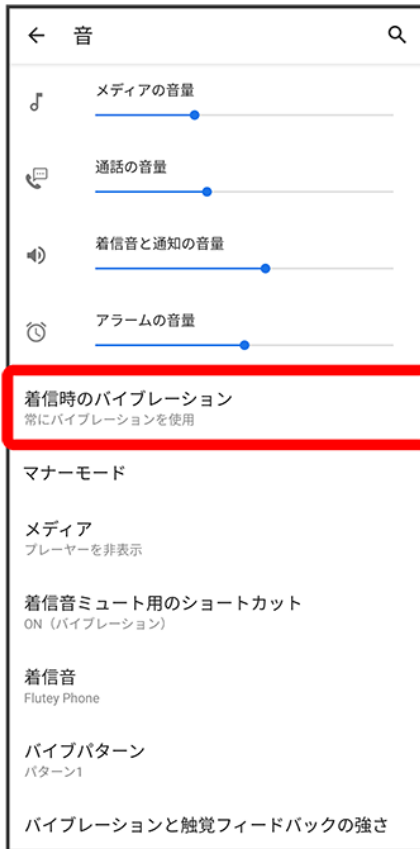 音
メディアの音量
通話の音量
着信音と通知の音量
アラームの音量
着信時のバイブレーション
常にバイブレーションを使用
マナーモード
メディア
プレーヤーを非表示
着信音ミュート用のショートカット
ON（バイブレーション）
着信音
Flutey Phone
バイブパターン
パターン1
バイブレーションと触覚フィードバックの強さ